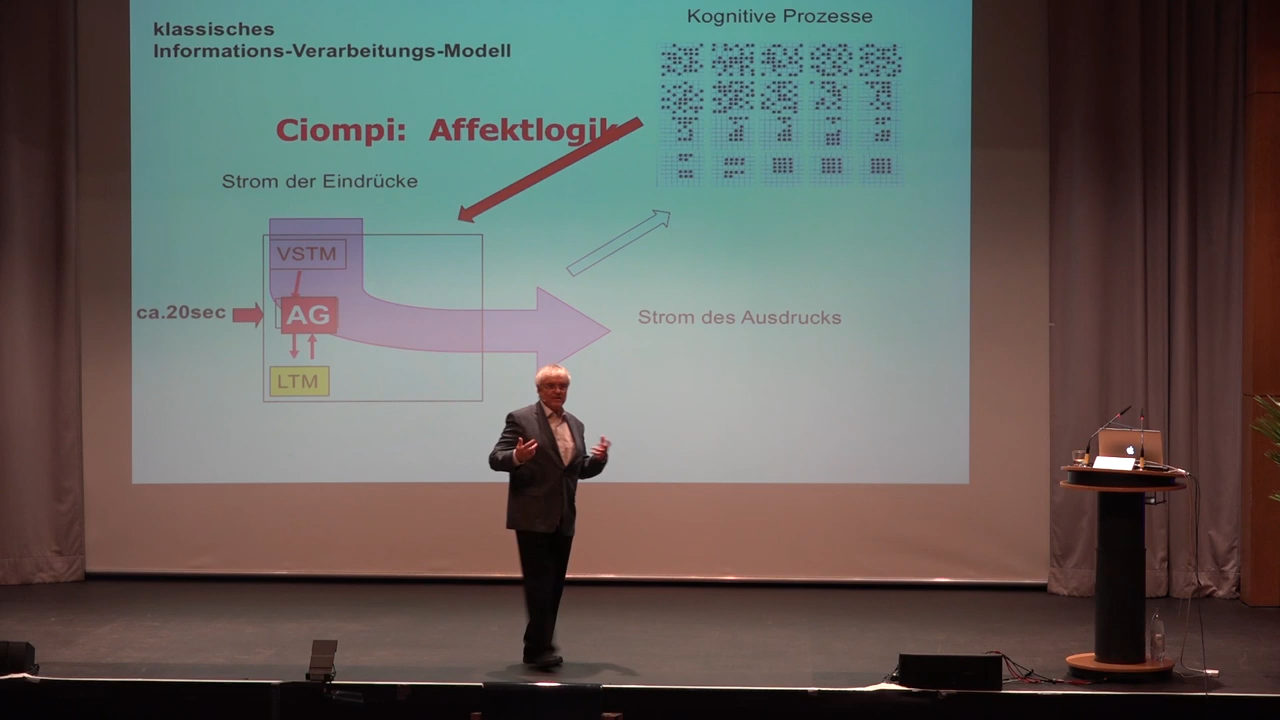 klassisches
Informations-Verarbeitungs-Modell
Kognitive Prozesse
Ciompi: Affektlogik
Strom der Eindrücke
VSTM
ca.20sec
AG
Strom des Ausdrucks
LTM